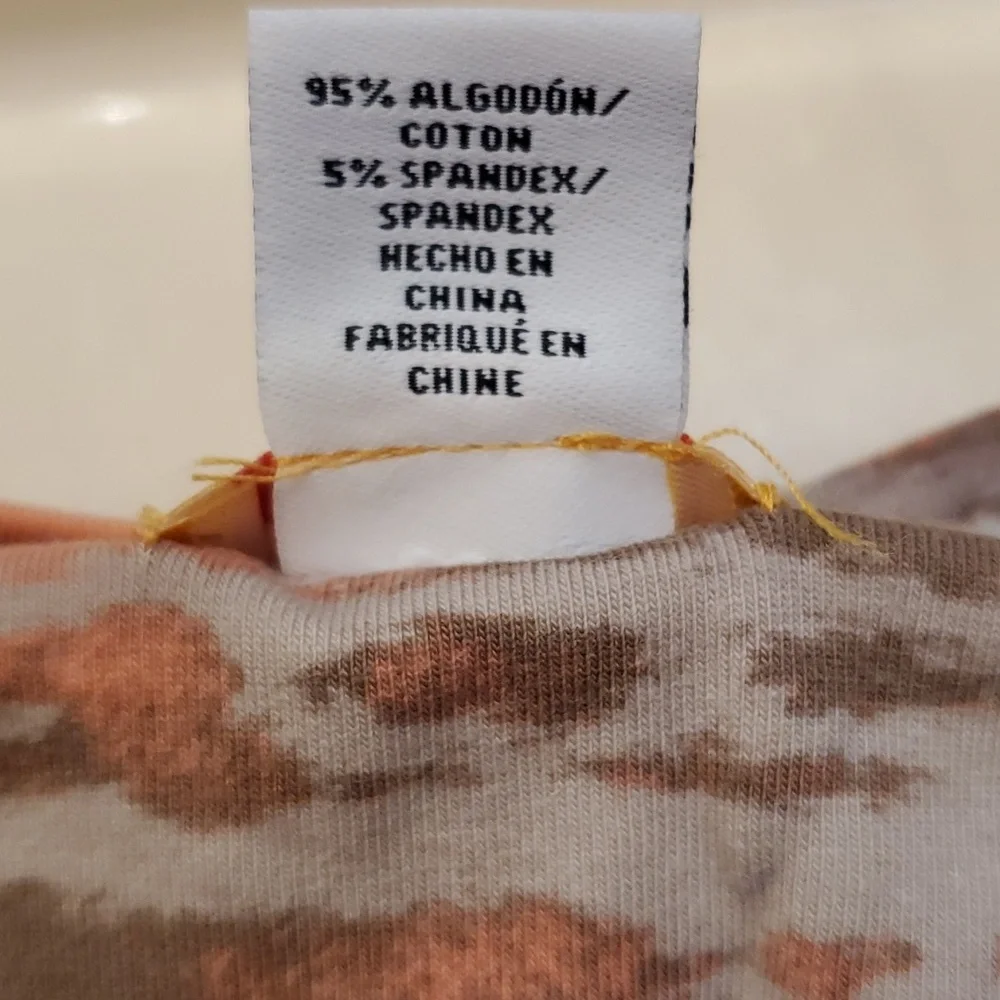 95% ALGODÓN/
COTON
5% SPANDEX/
SPANDEX
HECHO EN
CHINA
FABRIQUÉ EN
CHINE